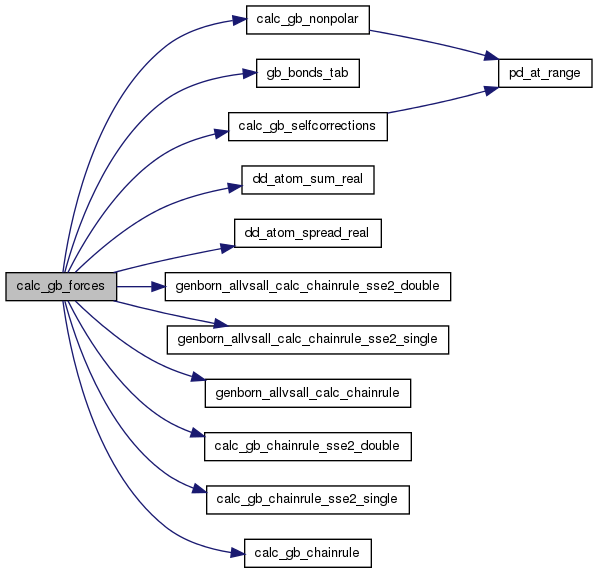 calc_gb_nonpolar
pd_at_range
gb_bonds_tab
calc_gb_selfcorrections
dd_atom_sum_real
dd_atom_spread_real
calc_gb_forces
genborn_allvsall_calc_chainrule_sse2_double
genborn_allvsall_calc_chainrule_sse2_single
genborn_allvsall_calc_chainrule
calc_gb_chainrule_sse2_double
calc_gb_chainrule_sse2_single
calc_gb_chainrule